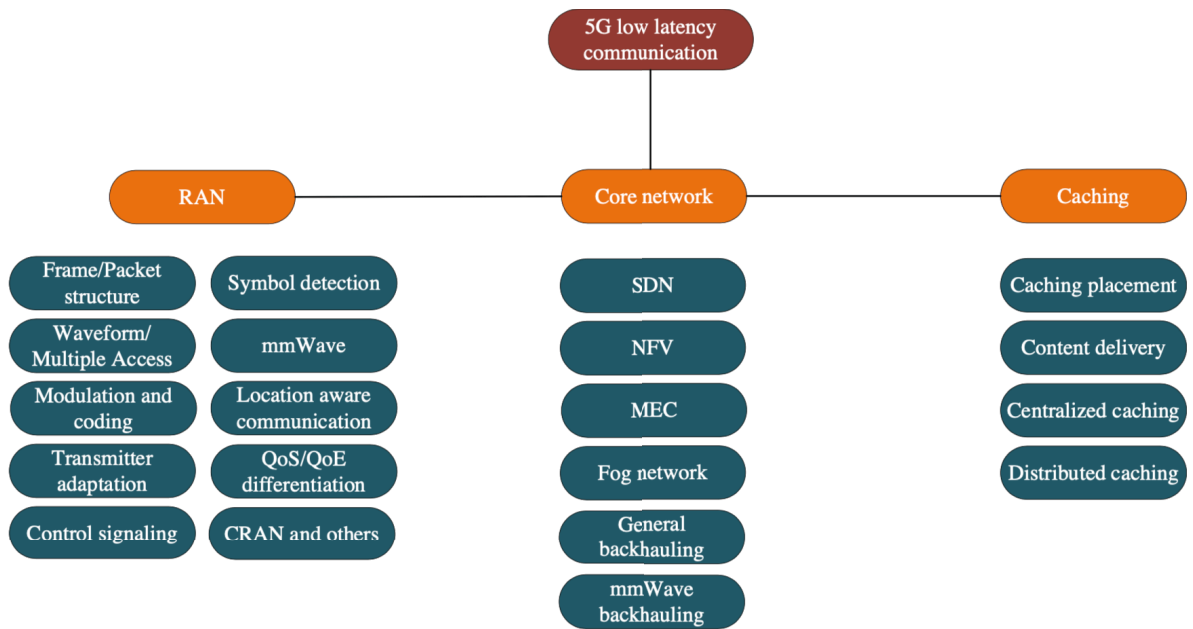 5G low latency
communication
RAN
Core network
Caching
Frame/Packet
structure
Symbol detection
Waveform/
Multiple Access
mmWave
Modulation and
coding
Location aware
communication
Transmitter
adaptation
QoS/QoE
differentiation
Control signaling
CRAN and others
SDN
NFV
MEC
Fog network
General
backhauling
mmWave
backhauling
Caching placement
Content delivery
Centralized caching
Distributed caching